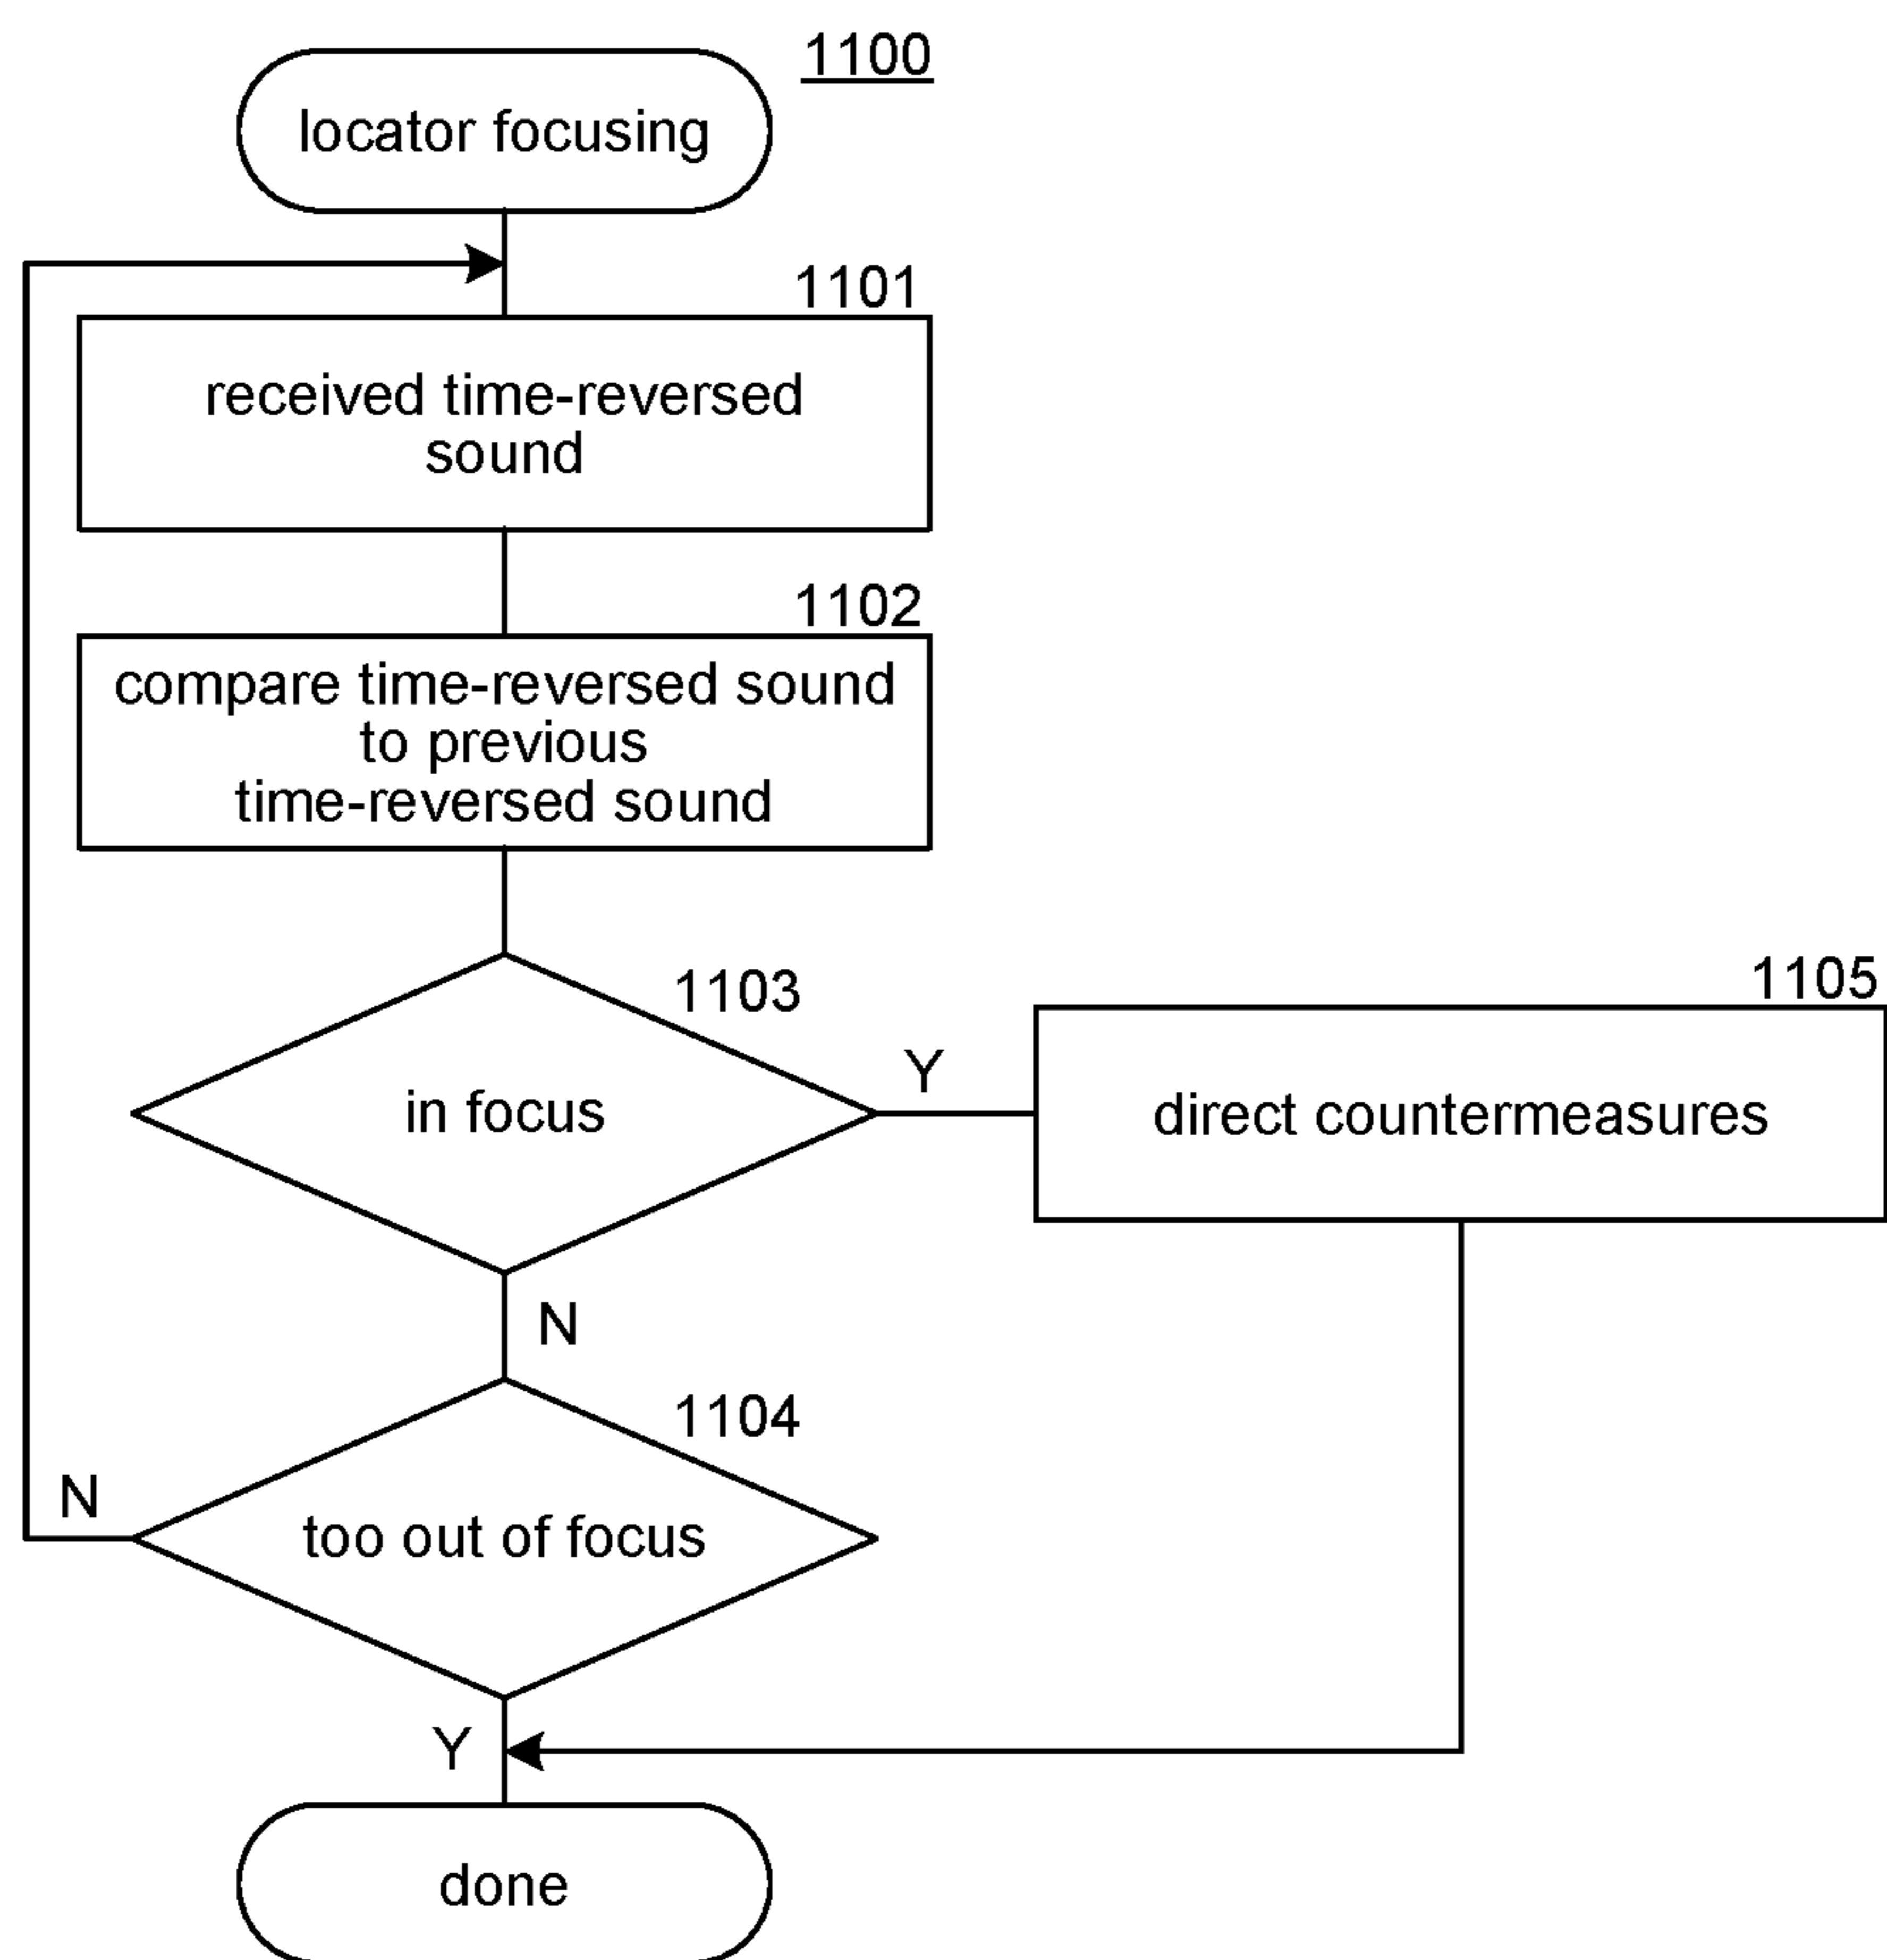 1100
locator focusing
1101
received time-reversed
sound
1102
compare time-reversed sound
to previous
time-reversed sound
1103
in focus
Y
1105
direct countermeasures
N
1104
too out of focus
N
Y
done